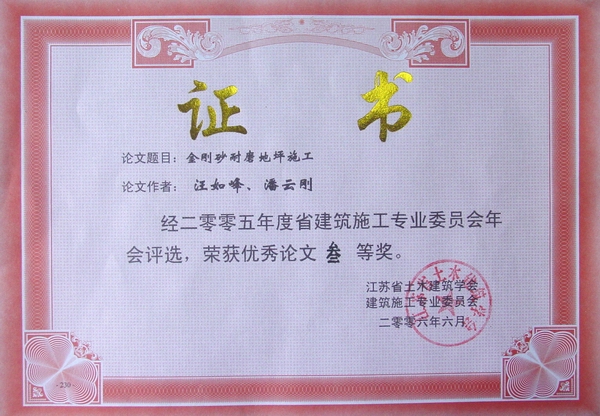 证 书
论文题目：金刚砂耐磨地坪施工
论文作者：汪如峰、潘云刚
经二零零五年度省建筑施工专业委员会年
会评选，荣获优秀论文 叁 等奖。
江苏省土木建筑学会
建筑施工专业委员会
二零零六年六月